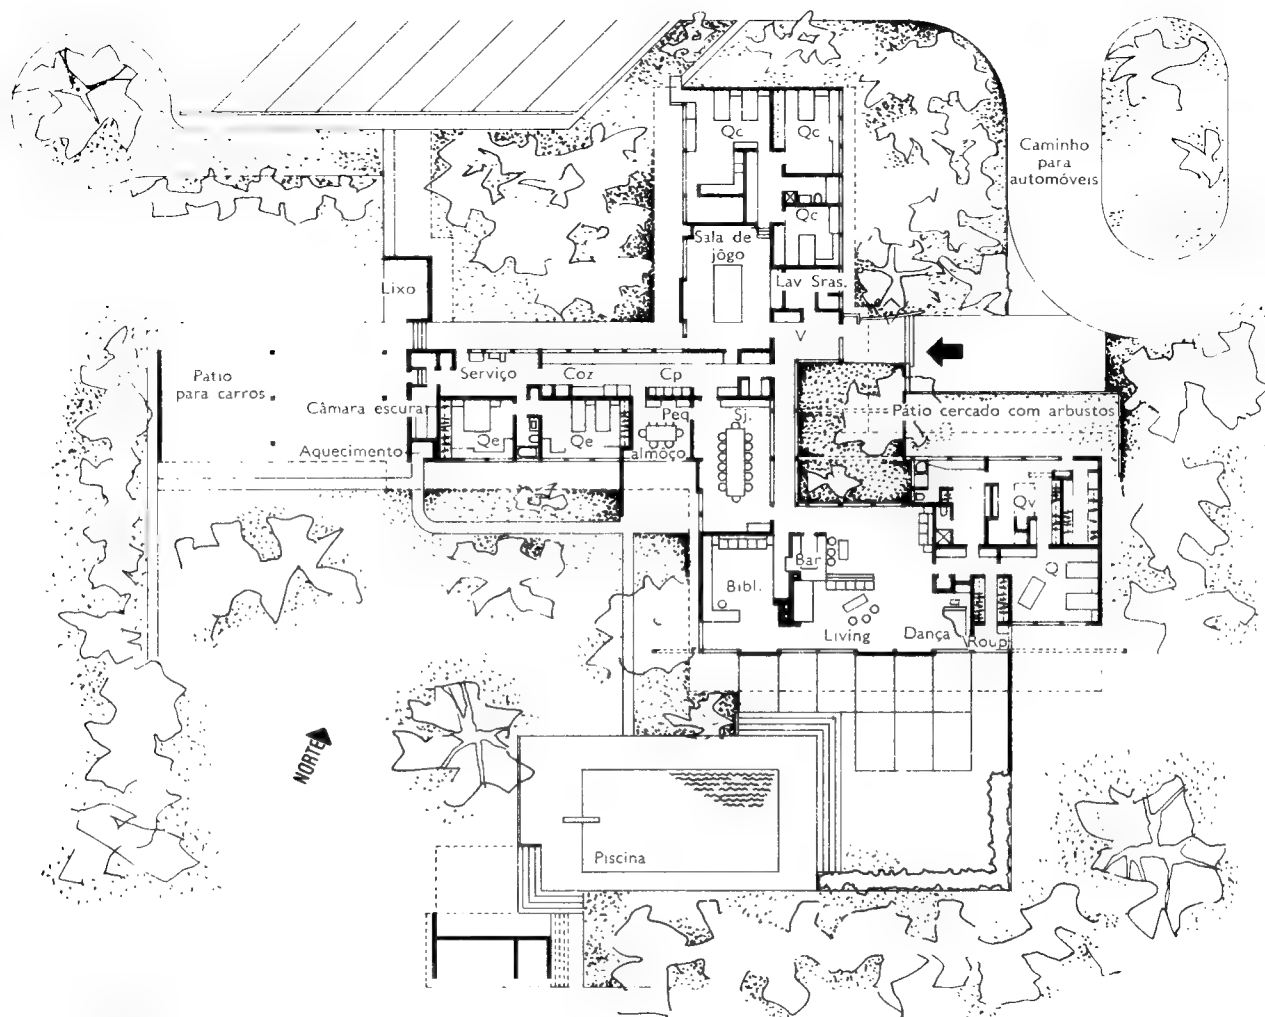 Qc
Qc
Caminho
para
automóveis
Qc
Sala de
jôgo
Lav Sras.
Lixo
V
Serviço
Coz
Cp
Pátio
para carros
Câmara escura
Peq.
Sj.
Pátio cercado com arbustos
Qe
Qe
almôço
Aquecimento
Qv
Bar
Q
Bibl.
Living
Dança
Roup
NORTE
Piscina